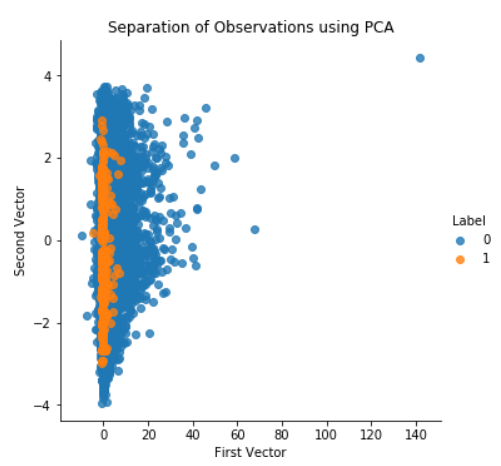 Separation of Observations using PCA
4
2
0
−2
−4
Second Vector
0 20 40 60 80 100 120 140
First Vector
Label
0
1